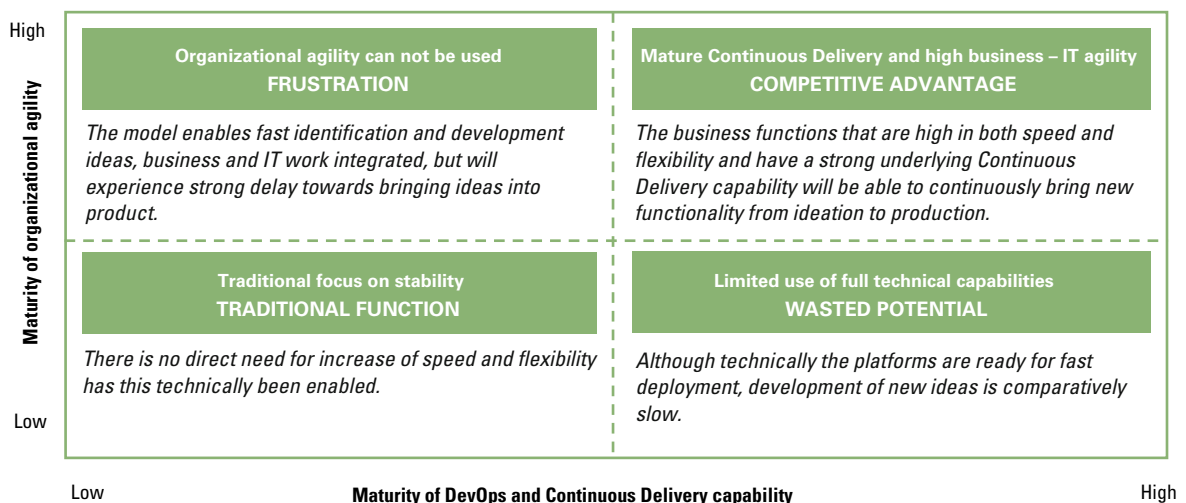 High
Maturity of organizational agility
Organizational agility can not be used
FRUSTRATION
The model enables fast identification and development
ideas, business and IT work integrated, but will
experience strong delay towards bringing ideas into
product.
Mature Continuous Delivery and high business – IT agility
COMPETITIVE ADVANTAGE
The business functions that are high in both speed and
flexibility and have a strong underlying Continuous
Delivery capability will be able to continuously bring new
functionality from ideation to production.
Traditional focus on stability
TRADITIONAL FUNCTION
There is no direct need for increase of speed and flexibility
has this technically been enabled.
Limited use of full technical capabilities
WASTED POTENTIAL
Although technically the platforms are ready for fast
deployment, development of new ideas is comparatively
slow.
Low
Low
Maturity of DevOps and Continuous Delivery capability
High